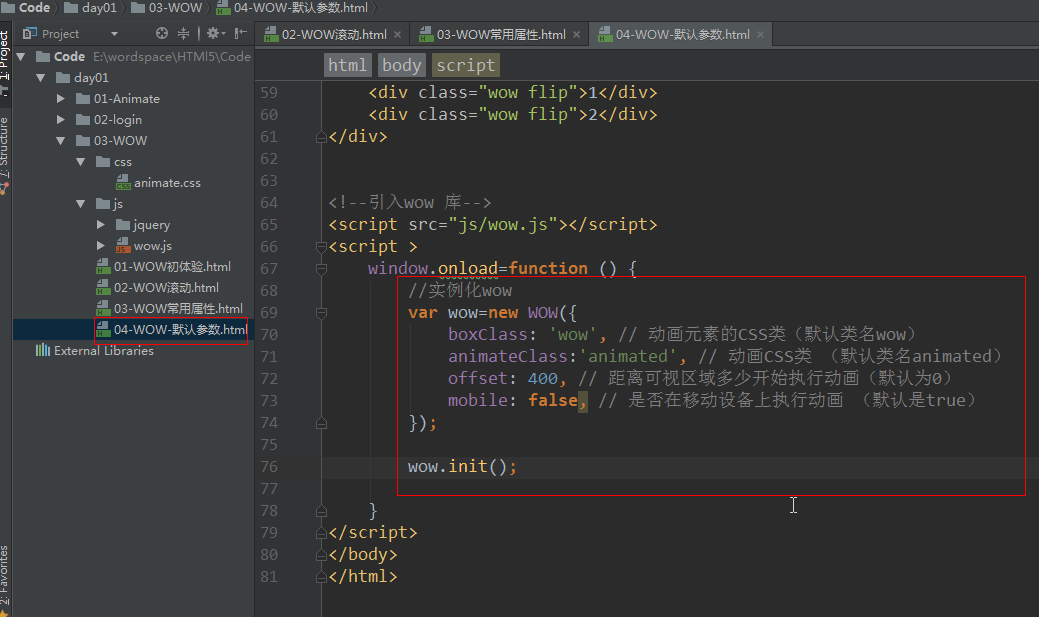 Code day01 03-WOW 04-WOW-默认参数.html
Project
02-WOW滚动.html × 03-WOW常用属性.html × 04-WOW-默认参数.html ×
1: Project
7: Structure
2: Favorites
Code E:\wordspace\HTMl5\Code
day01
01-Animate
02-login
03-WOW
css
animate.css
js
jquery
wow.js
01-WOW初体验.html
02-WOW滚动.html
03-WOW常用属性.html
04-WOW-默认参数.html
External Libraries
html body script
59 <div class="wow flip">1</div>
60 <div class="wow flip">2</div>
61 </div>
62
63
64 <!--引入wow 库-->
65 <script src="js/wow.js"></script>
66 <script >
67 window.onload=function () {
68 //实例化wow
69 var wow=new WOW({
70 boxClass: 'wow', // 动画元素的CSS类（默认类名wow）
71 animateClass:'animated', // 动画CSS类 （默认类名animated）
72 offset: 400, // 距离可视区域多少开始执行动画（默认为0）
73 mobile: false, // 是否在移动设备上执行动画 （默认是true）
74 });
75
76 wow.init();
77
78 }
79 </script>
80 </body>
81 </html>